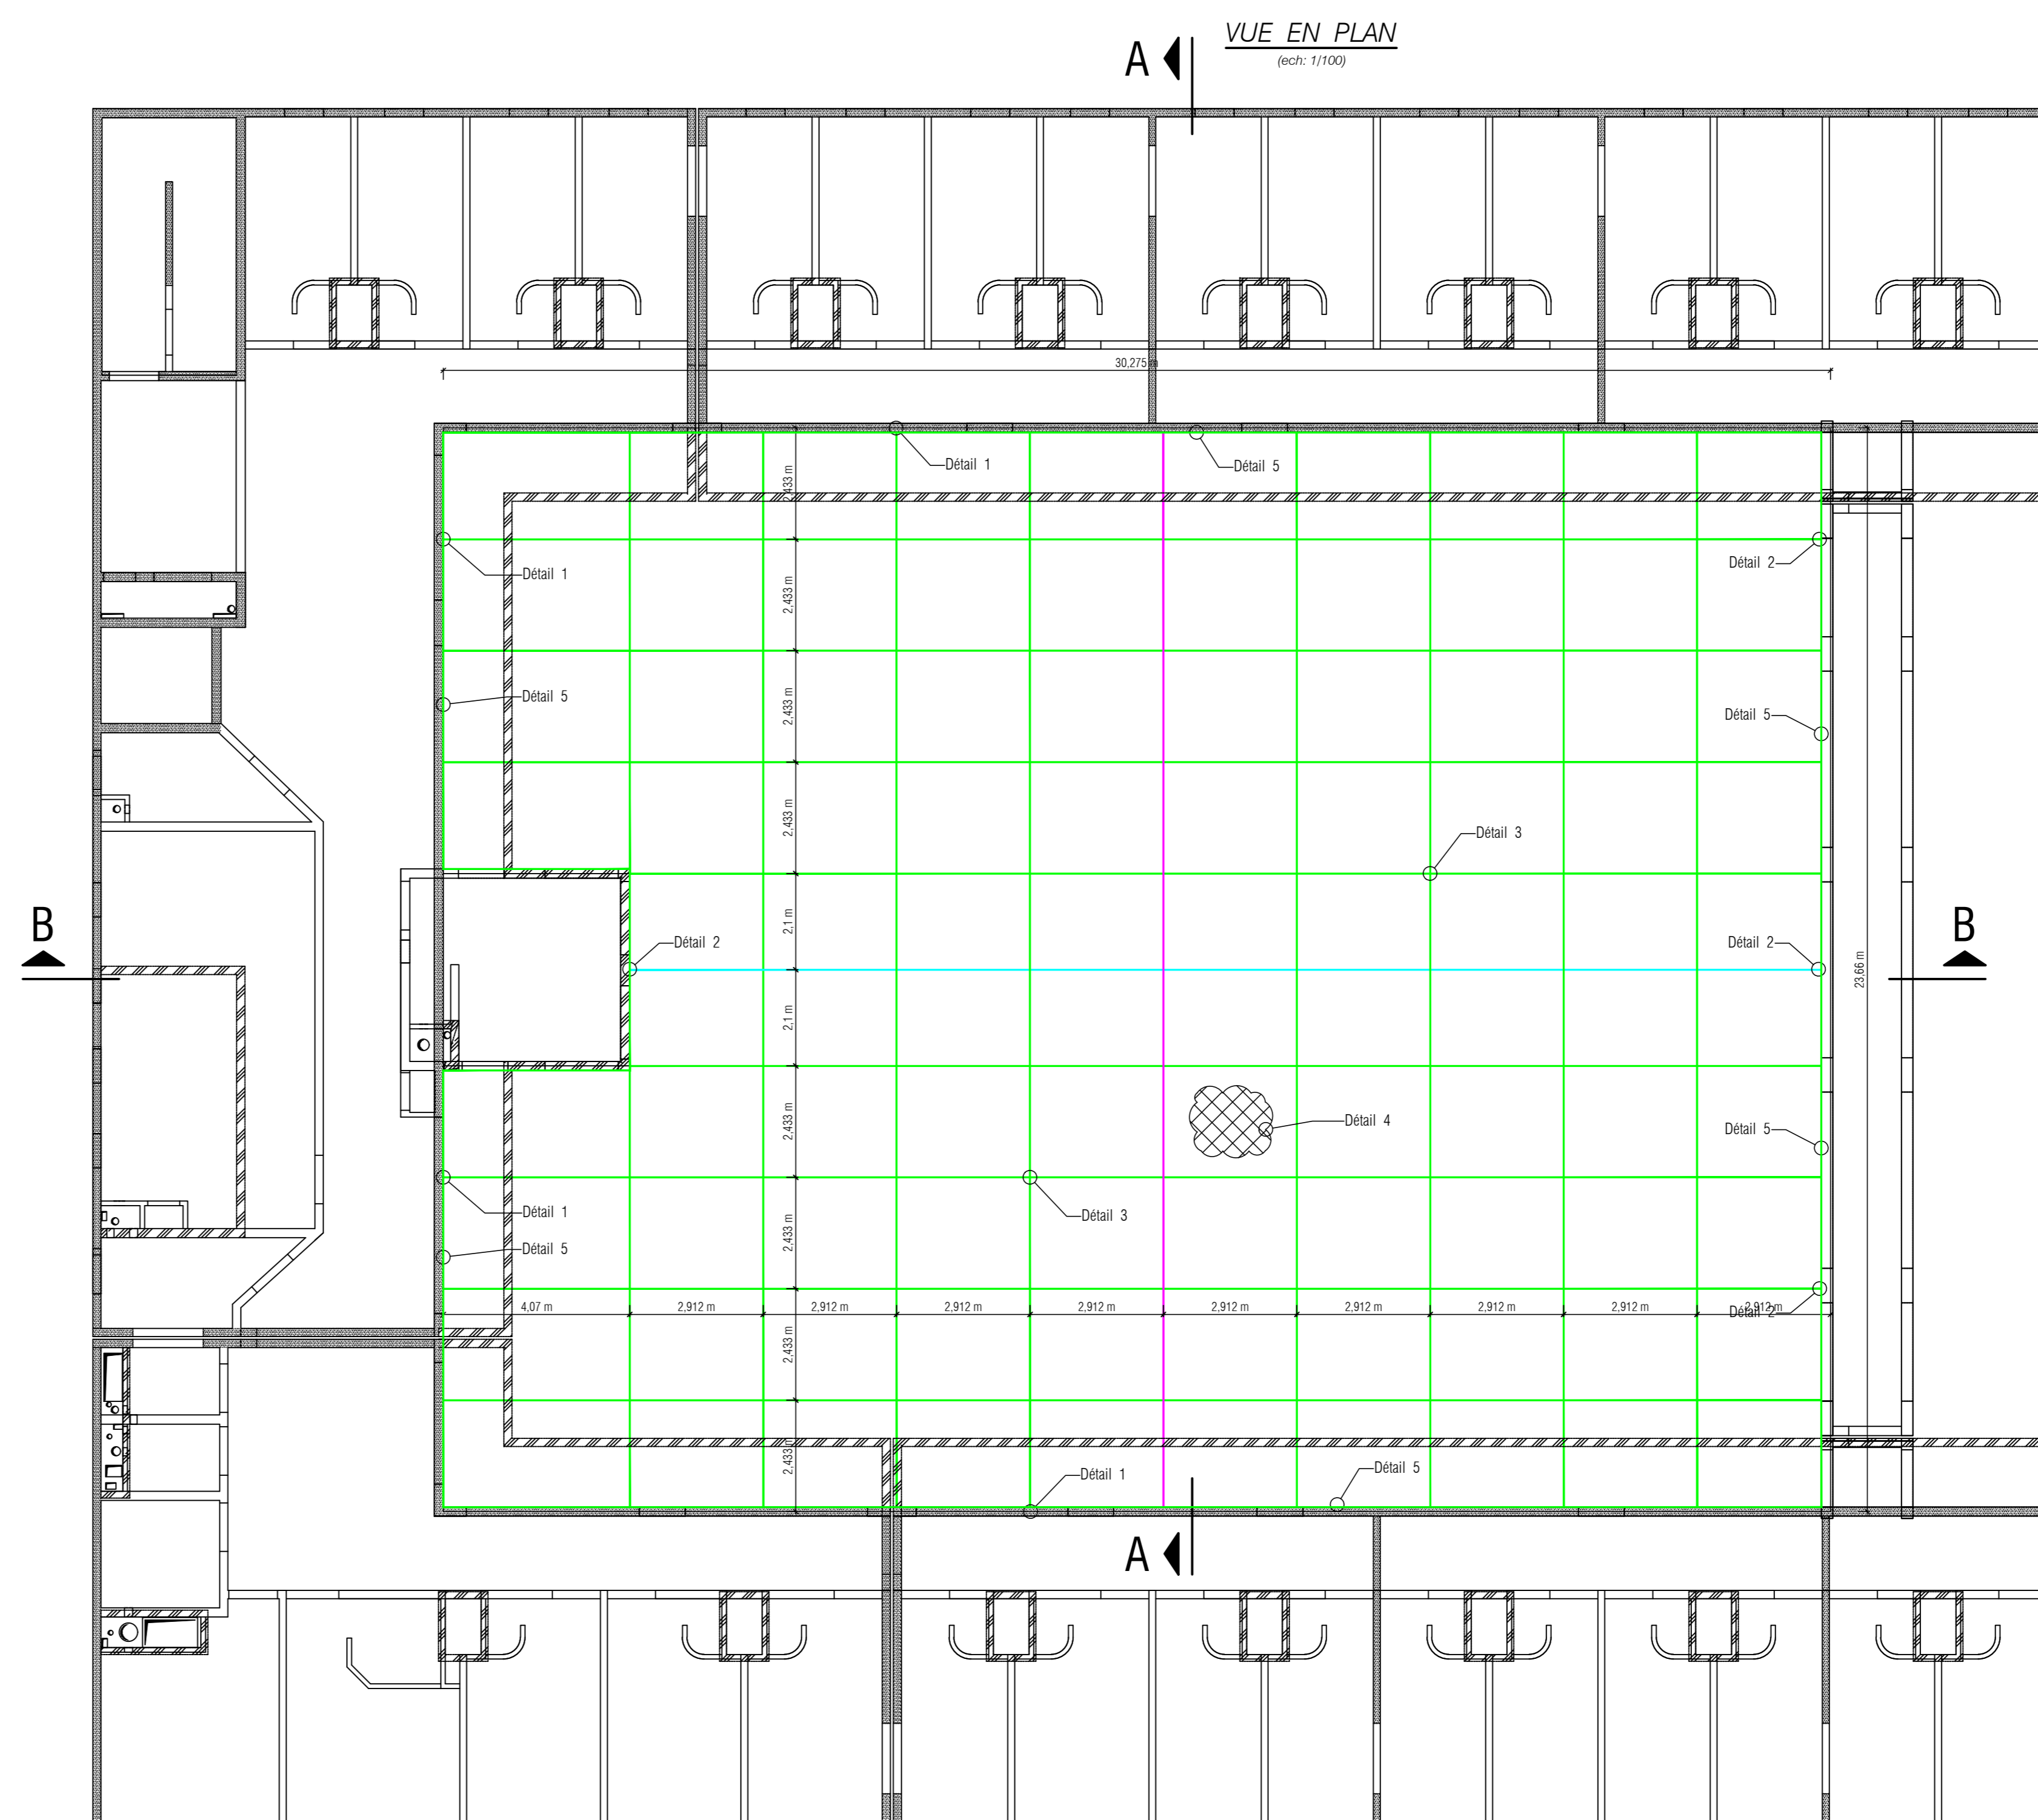 VUE EN PLAN
A
(ech: 1/100)
30,275 m
Détail 1
Détail 5
2,433 m
Détail 2
Détail 1
2,433 m
Détail 5
2,433 m
Détail 5
2,433 m
Détail 3
B
2,1 m
Détail 2
Détail 2
B
23,66 m
2,1 m
Détail 4
2,433 m
Détail 5
Détail 1
Détail 3
2,433 m
Détail 5
4,07 m
2,912 m
2,912 m
2,912 m
2,912 m
2,912 m
2,912 m
2,912 m
2,912 m
2,912 m
Détail 2
2,433 m
2,433 m
Détail 1
Détail 5
A